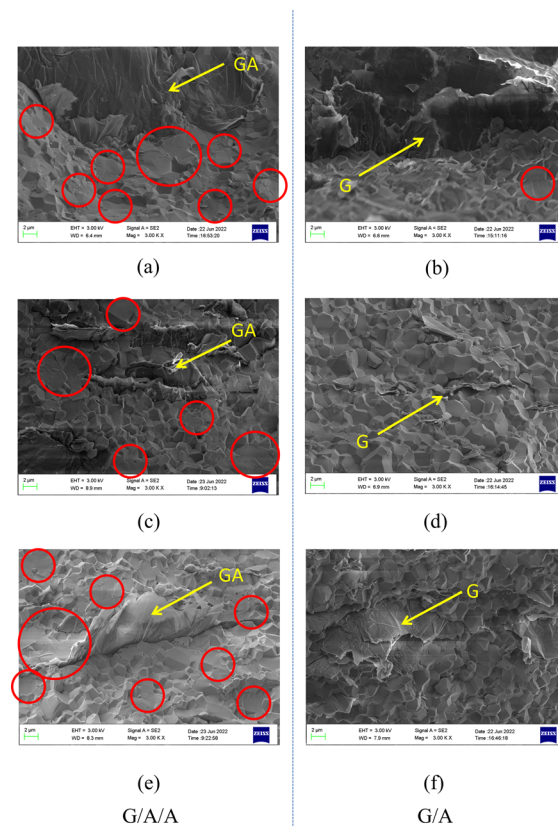 GA
2 µm
EHT = 3.00 kV
WD = 8.4 mm
Signal A = SE2
Mag = 3.00 K X
Date :22 Jun 2022
Time :18:53:20
ZEISS
(a)
G
2 µm
EHT = 3.00 kV
WD = 6.6 mm
Signal A = SE2
Mag = 3.00 K X
Date :22 Jun 2022
Time :15:11:16
ZEISS
(b)
GA
2 µm
EHT = 3.00 kV
WD = 8.9 mm
Signal A = SE2
Mag = 3.00 K X
Date :23 Jun 2022
Time :9:02:13
ZEISS
(c)
G
2 µm
EHT = 3.00 kV
WD = 6.9 mm
Signal A = SE2
Mag = 3.00 K X
Date :22 Jun 2022
Time :16:14:45
ZEISS
(d)
GA
2 µm
EHT = 3.00 kV
WD = 8.3 mm
Signal A = SE2
Mag = 3.00 K X
Date :23 Jun 2022
Time :9:22:58
ZEISS
(e)
G
2 µm
EHT = 3.00 kV
WD = 7.9 mm
Signal A = SE2
Mag = 3.00 K X
Date :22 Jun 2022
Time :16:46:18
ZEISS
(f)
G/A/A
G/A